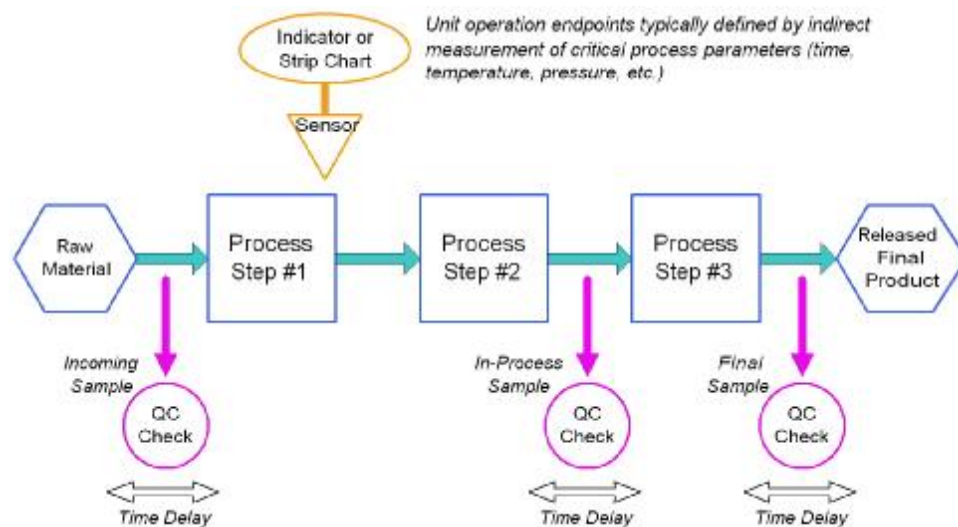 Indicator or
Strip Chart
Unit operation endpoints typically defined by indirect
measurement of critical process parameters (time,
temperature, pressure, etc.)
Sensor
Raw
Material
Process
Step #1
Process
Step #2
Process
Step #3
Released
Final
Product
Incoming
Sample
QC
Check
Time Delay
In-Process
Sample
QC
Check
Time Delay
Final
Sample
QC
Check
Time Delay